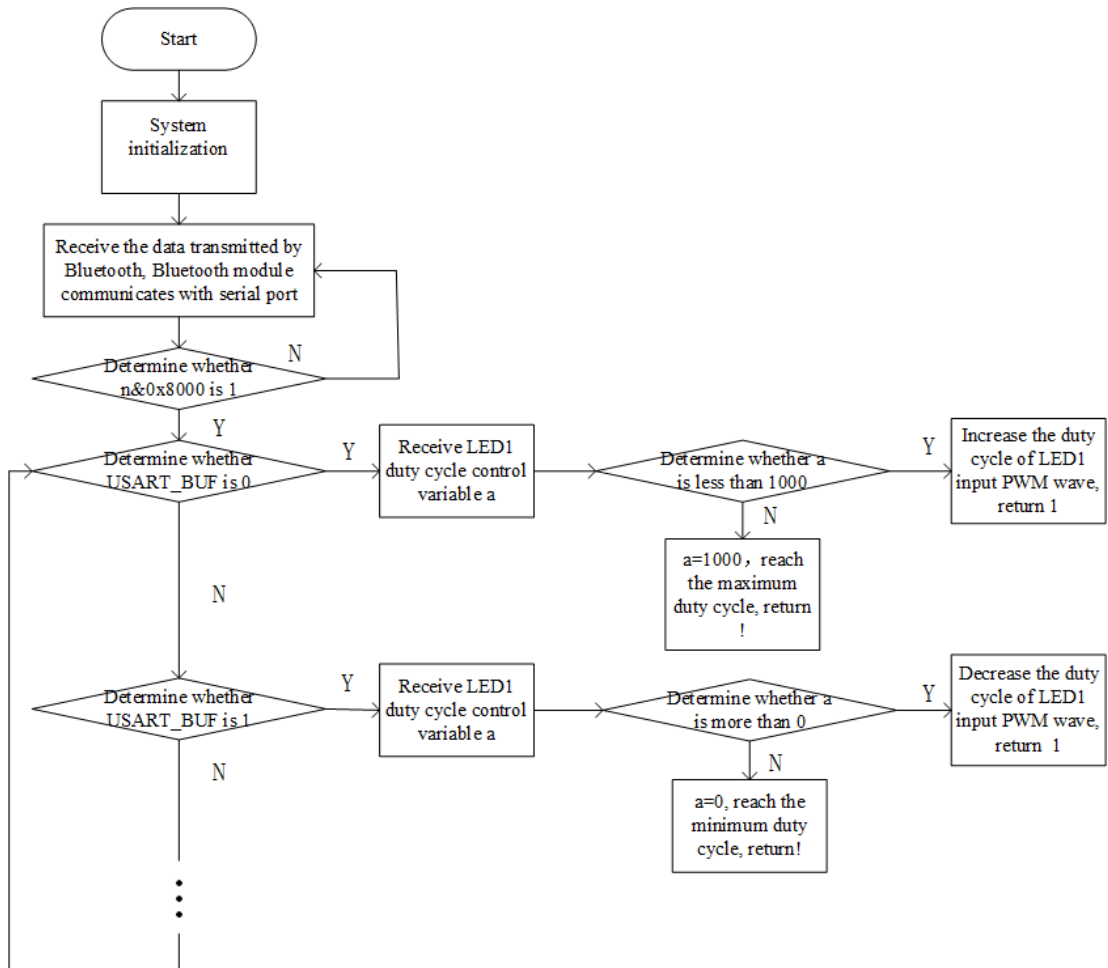 Start
System
initialization
Receive the data transmitted by
Bluetooth, Bluetooth module
communicates with serial port
N
Determine whether
n&0x8000 is 1
Y
Determine whether
USART_BUF is 0
Y
Receive LED1
duty cycle control
variable a
Determine whether a
is less than 1000
Y
Increase the duty
cycle of LED1
input PWM wave,
return 1
N
a=1000，reach
the maximum
duty cycle, return
!
N
Determine whether
USART_BUF is 1
Y
Receive LED1
duty cycle control
variable a
Determine whether a
is more than 0
Y
Decrease the duty
cycle of LED1
input PWM wave,
return 1
N
a=0, reach the
minimum duty
cycle, return!
N